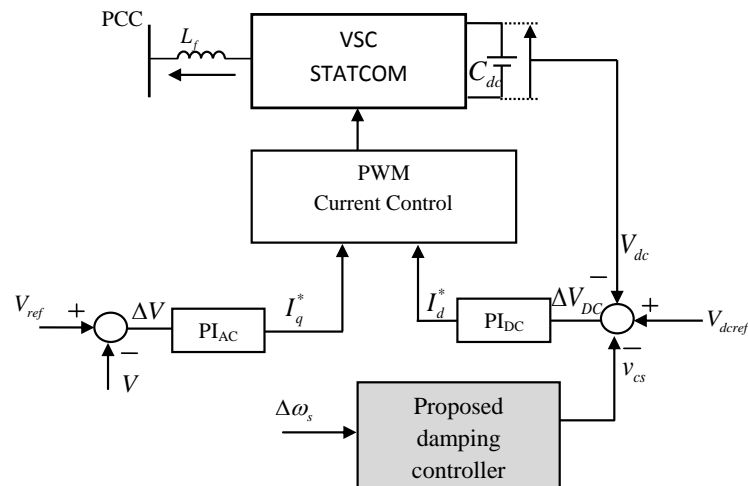 PCC
L_f
VSC
STATCOM
C_dc
PWM
Current Control
V_dc
V_ref
+
ΔV
−
V
PI_AC
I_q^*
I_d^*
PI_DC
ΔV_DC
−
+
V_dcref
−
v_cs
Δω_s
Proposed
damping
controller